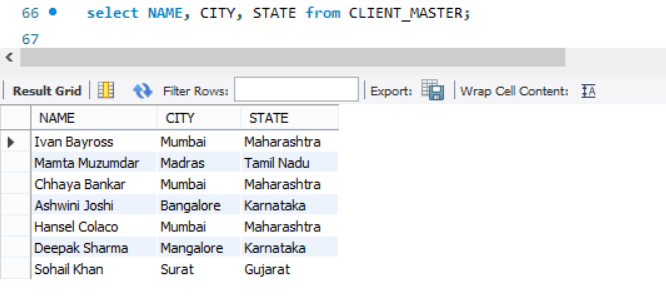 66 select NAME, CITY, STATE from CLIENT_MASTER;
67
Result Grid Filter Rows: Export: Wrap Cell Content: IA
NAME CITY STATE
Ivan Bayross Mumbai Maharashtra
Mamta Muzumdar Madras Tamil Nadu
Chhaya Bankar Mumbai Maharashtra
Ashwini Joshi Bangalore Karnataka
Hansel Colaco Mumbai Maharashtra
Deepak Sharma Mangalore Karnataka
Sohail Khan Surat Gujarat